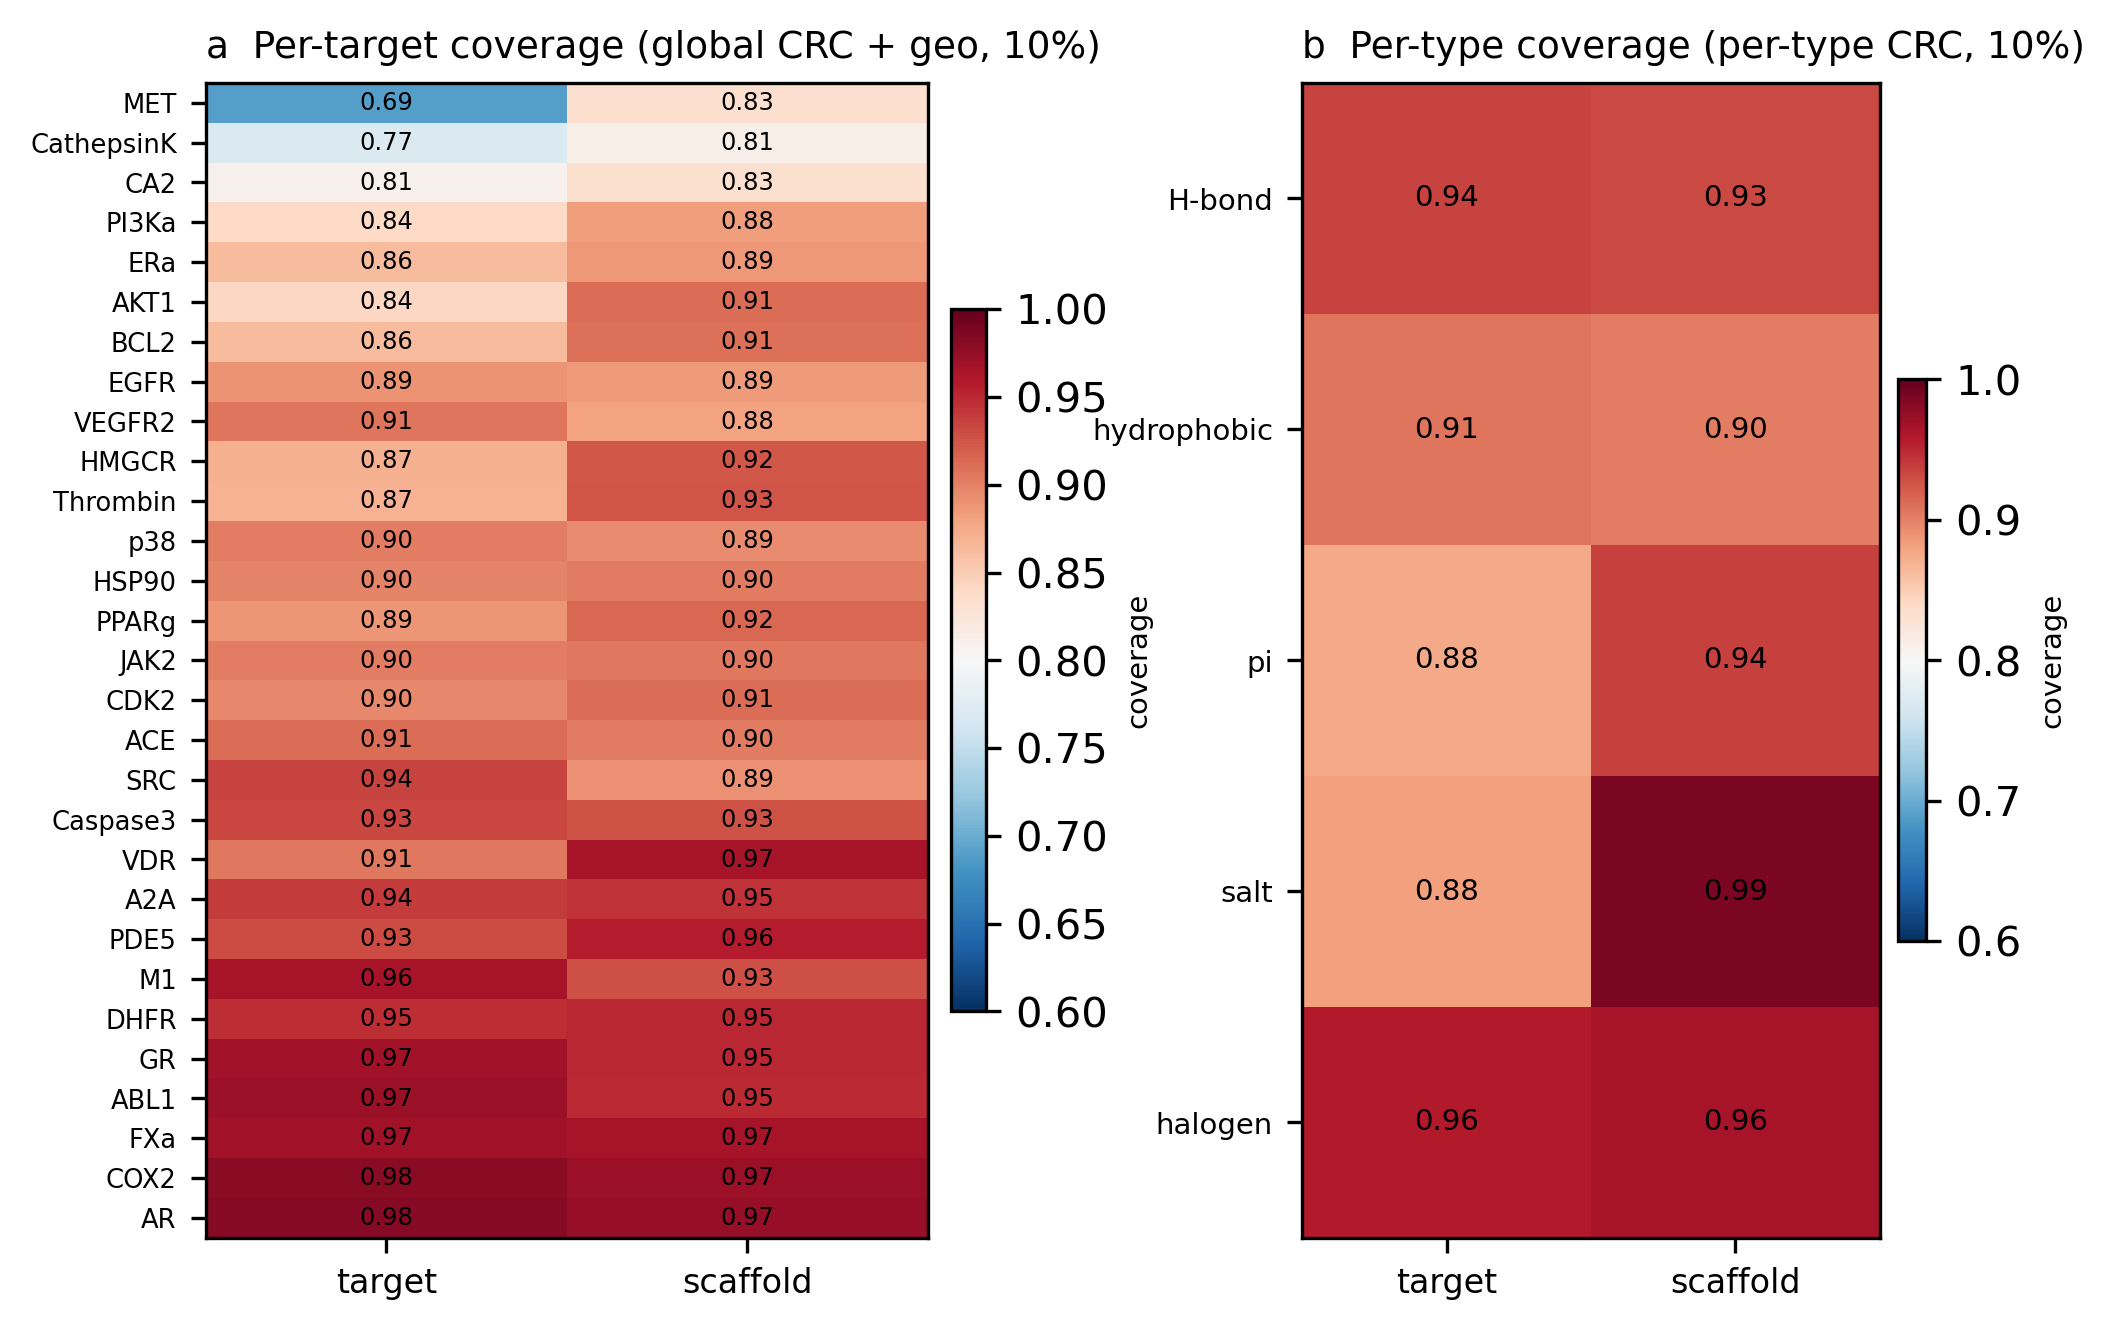 a Per-target coverage (global CRC + geo, 10%)
MET 0.69 0.83
CathepsinK 0.77 0.81
CA2 0.81 0.83
PI3Ka 0.84 0.88
ERa 0.86 0.89
AKT1 0.84 0.91
BCL2 0.86 0.91
EGFR 0.89 0.89
VEGFR2 0.91 0.88
HMGCR 0.87 0.92
Thrombin 0.87 0.93
p38 0.90 0.89
HSP90 0.90 0.90
PPARg 0.89 0.92
JAK2 0.90 0.90
CDK2 0.90 0.91
ACE 0.91 0.90
SRC 0.94 0.89
Caspase3 0.93 0.93
VDR 0.91 0.97
A2A 0.94 0.95
PDE5 0.93 0.96
M1 0.96 0.93
DHFR 0.95 0.95
GR 0.97 0.95
ABL1 0.97 0.95
FXa 0.97 0.97
COX2 0.98 0.97
AR 0.98 0.97
target scaffold
1.00
0.95
0.90
0.85
0.80
0.75
0.70
0.65
0.60
coverage
b Per-type coverage (per-type CRC, 10%)
H-bond 0.94 0.93
hydrophobic 0.91 0.90
pi 0.88 0.94
salt 0.88 0.99
halogen 0.96 0.96
target scaffold
1.0
0.9
0.8
0.7
0.6
coverage